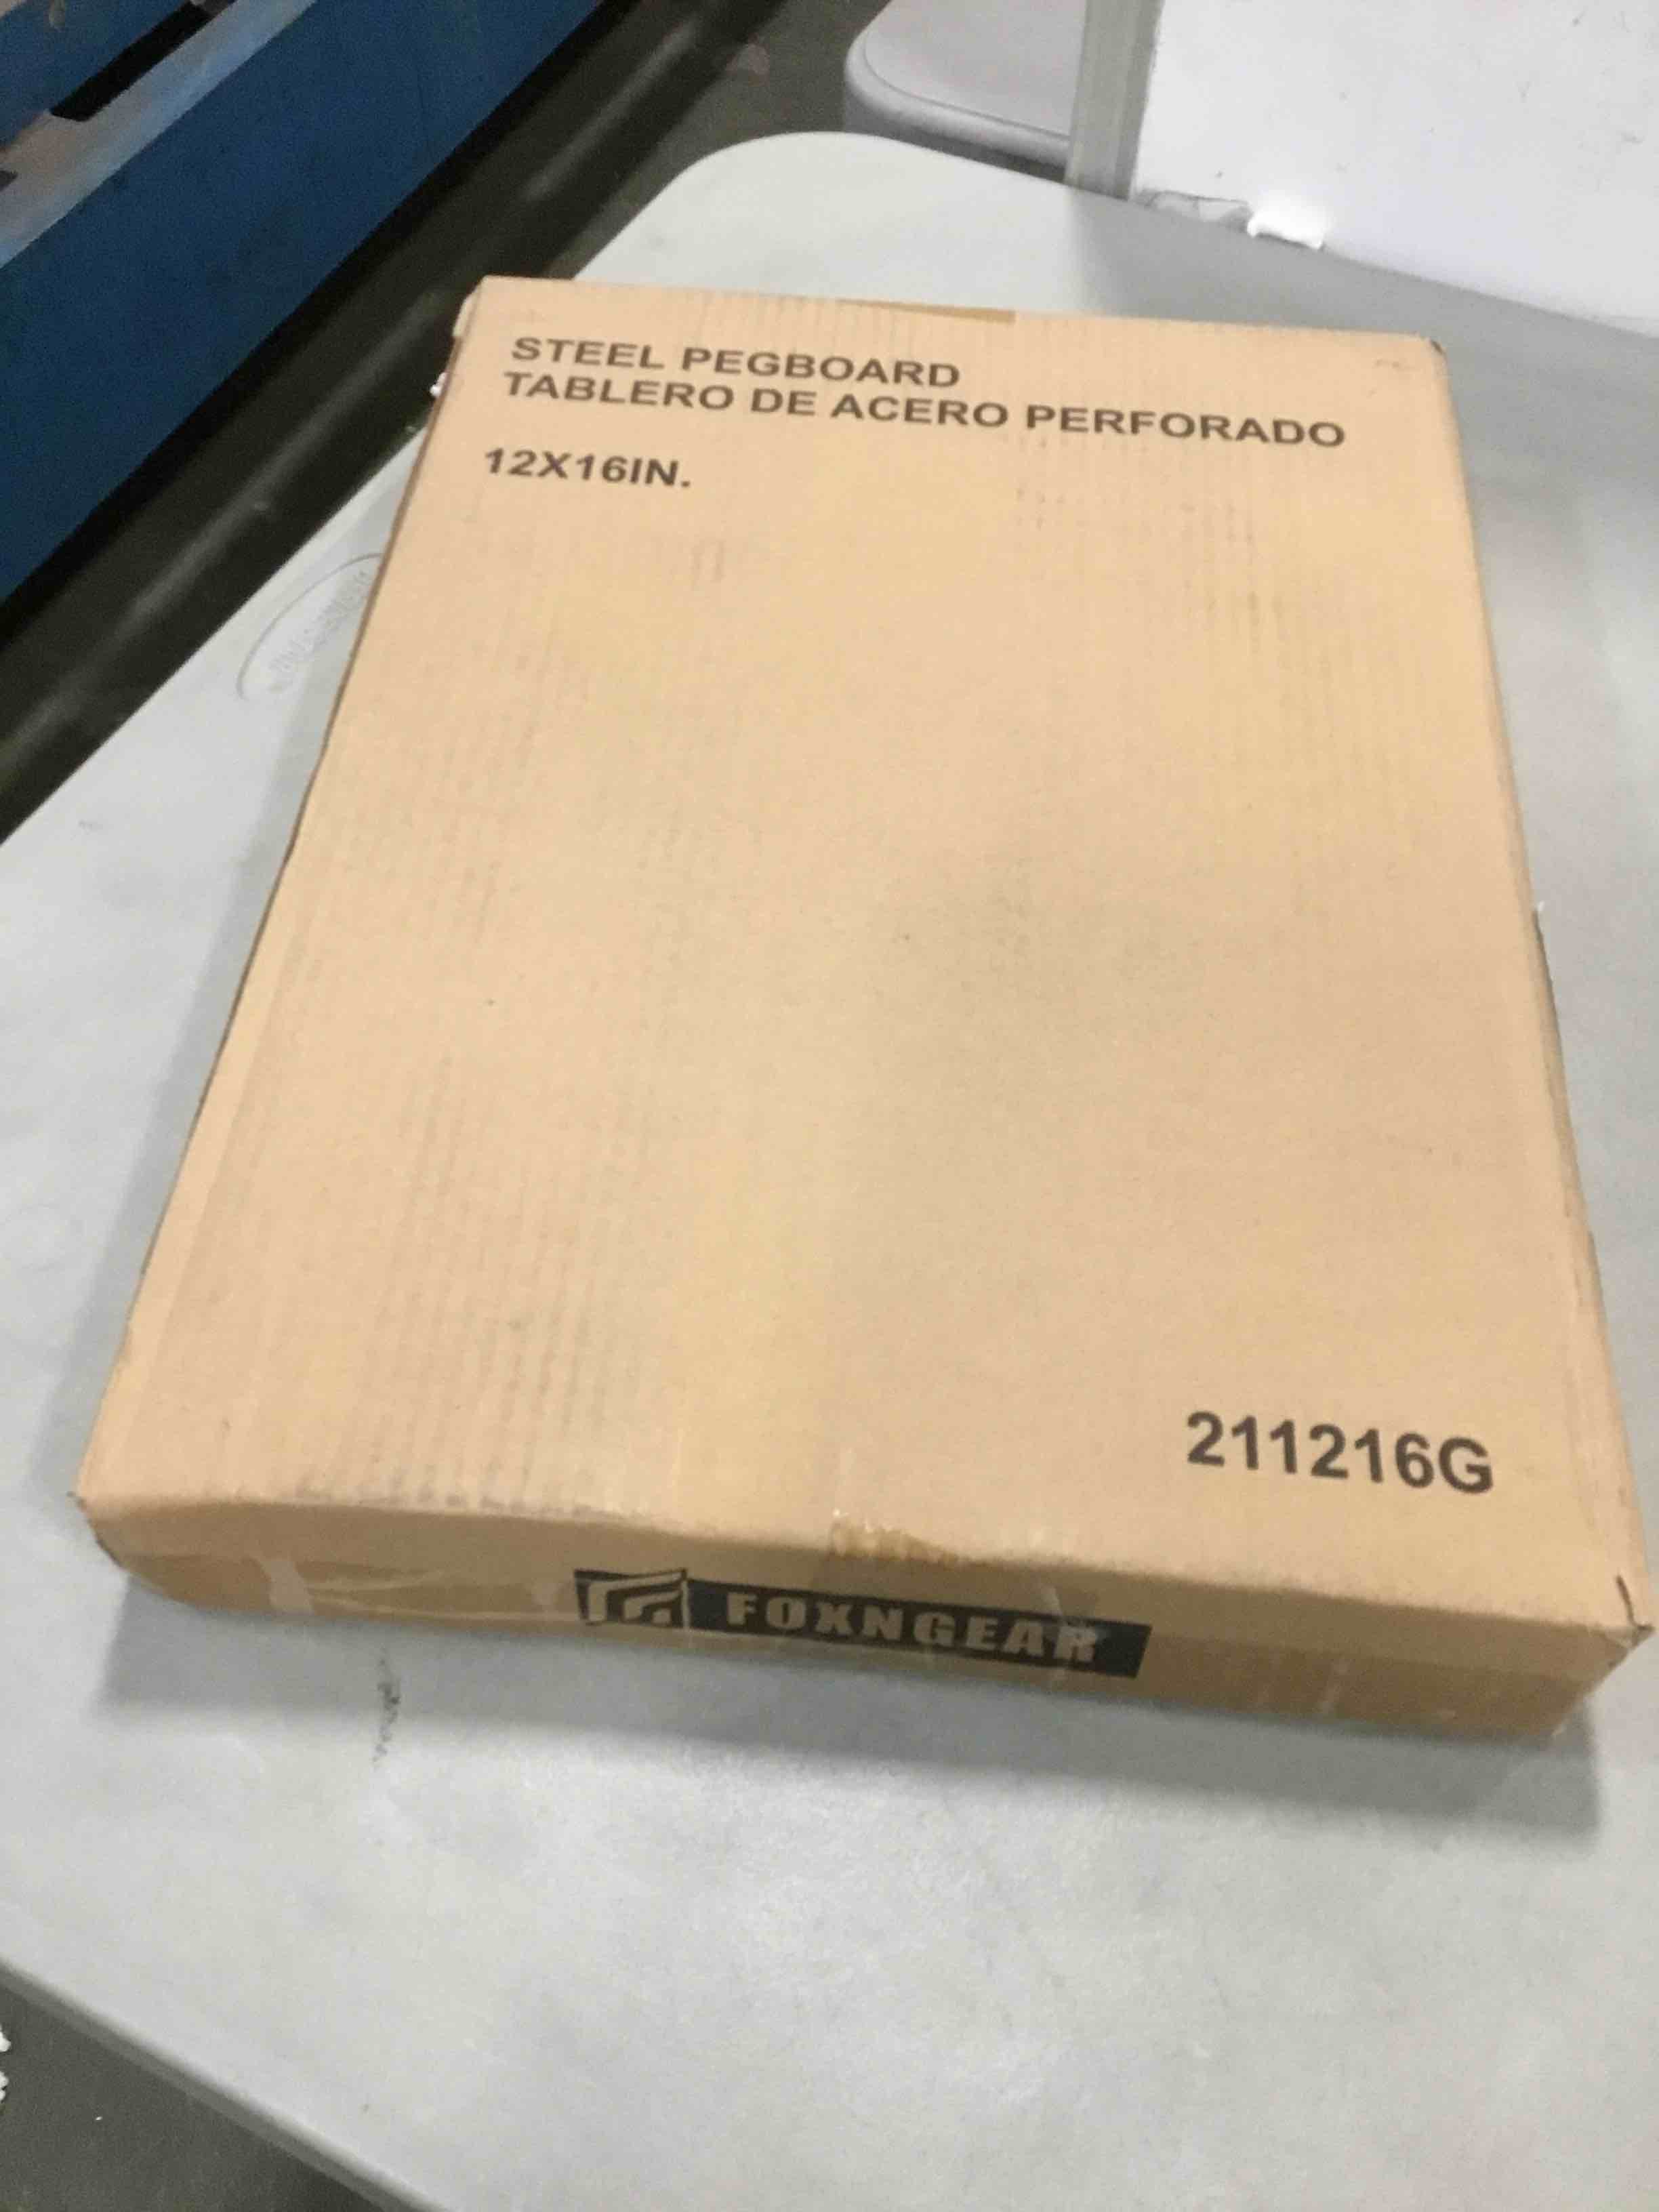 STEEL PEGBOARD
TABLERO DE ACERO PERFORADO
12X16IN.
211216G
FOXNGEAR